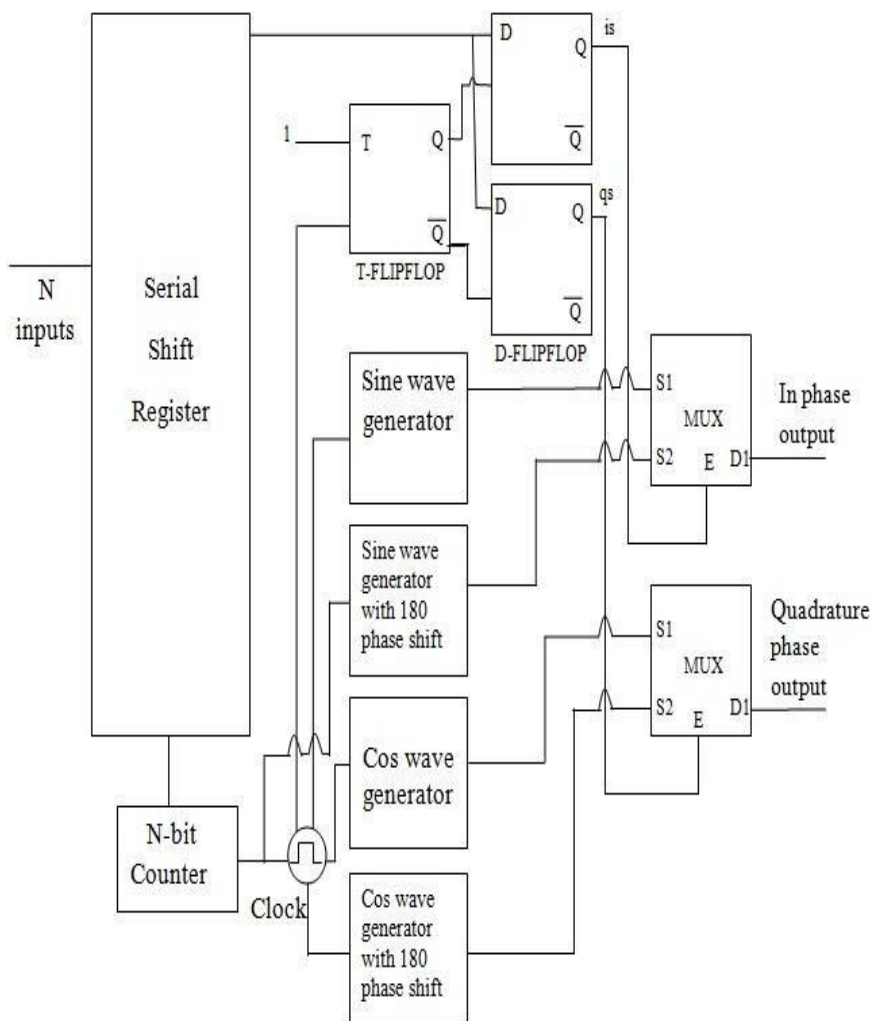 D
Q
is
Q
1
T
Q
Q
T-FLIPFLOP
D
Q
qs
Q
D-FLIPFLOP
N
inputs
Serial
Shift
Register
Sine wave
generator
S1
MUX
S2
E
D1
In phase
output
Sine wave
generator
with 180
phase shift
S1
MUX
S2
E
D1
Quadrature
phase
output
Cos wave
generator
N-bit
Counter
Clock
Cos wave
generator
with 180
phase shift